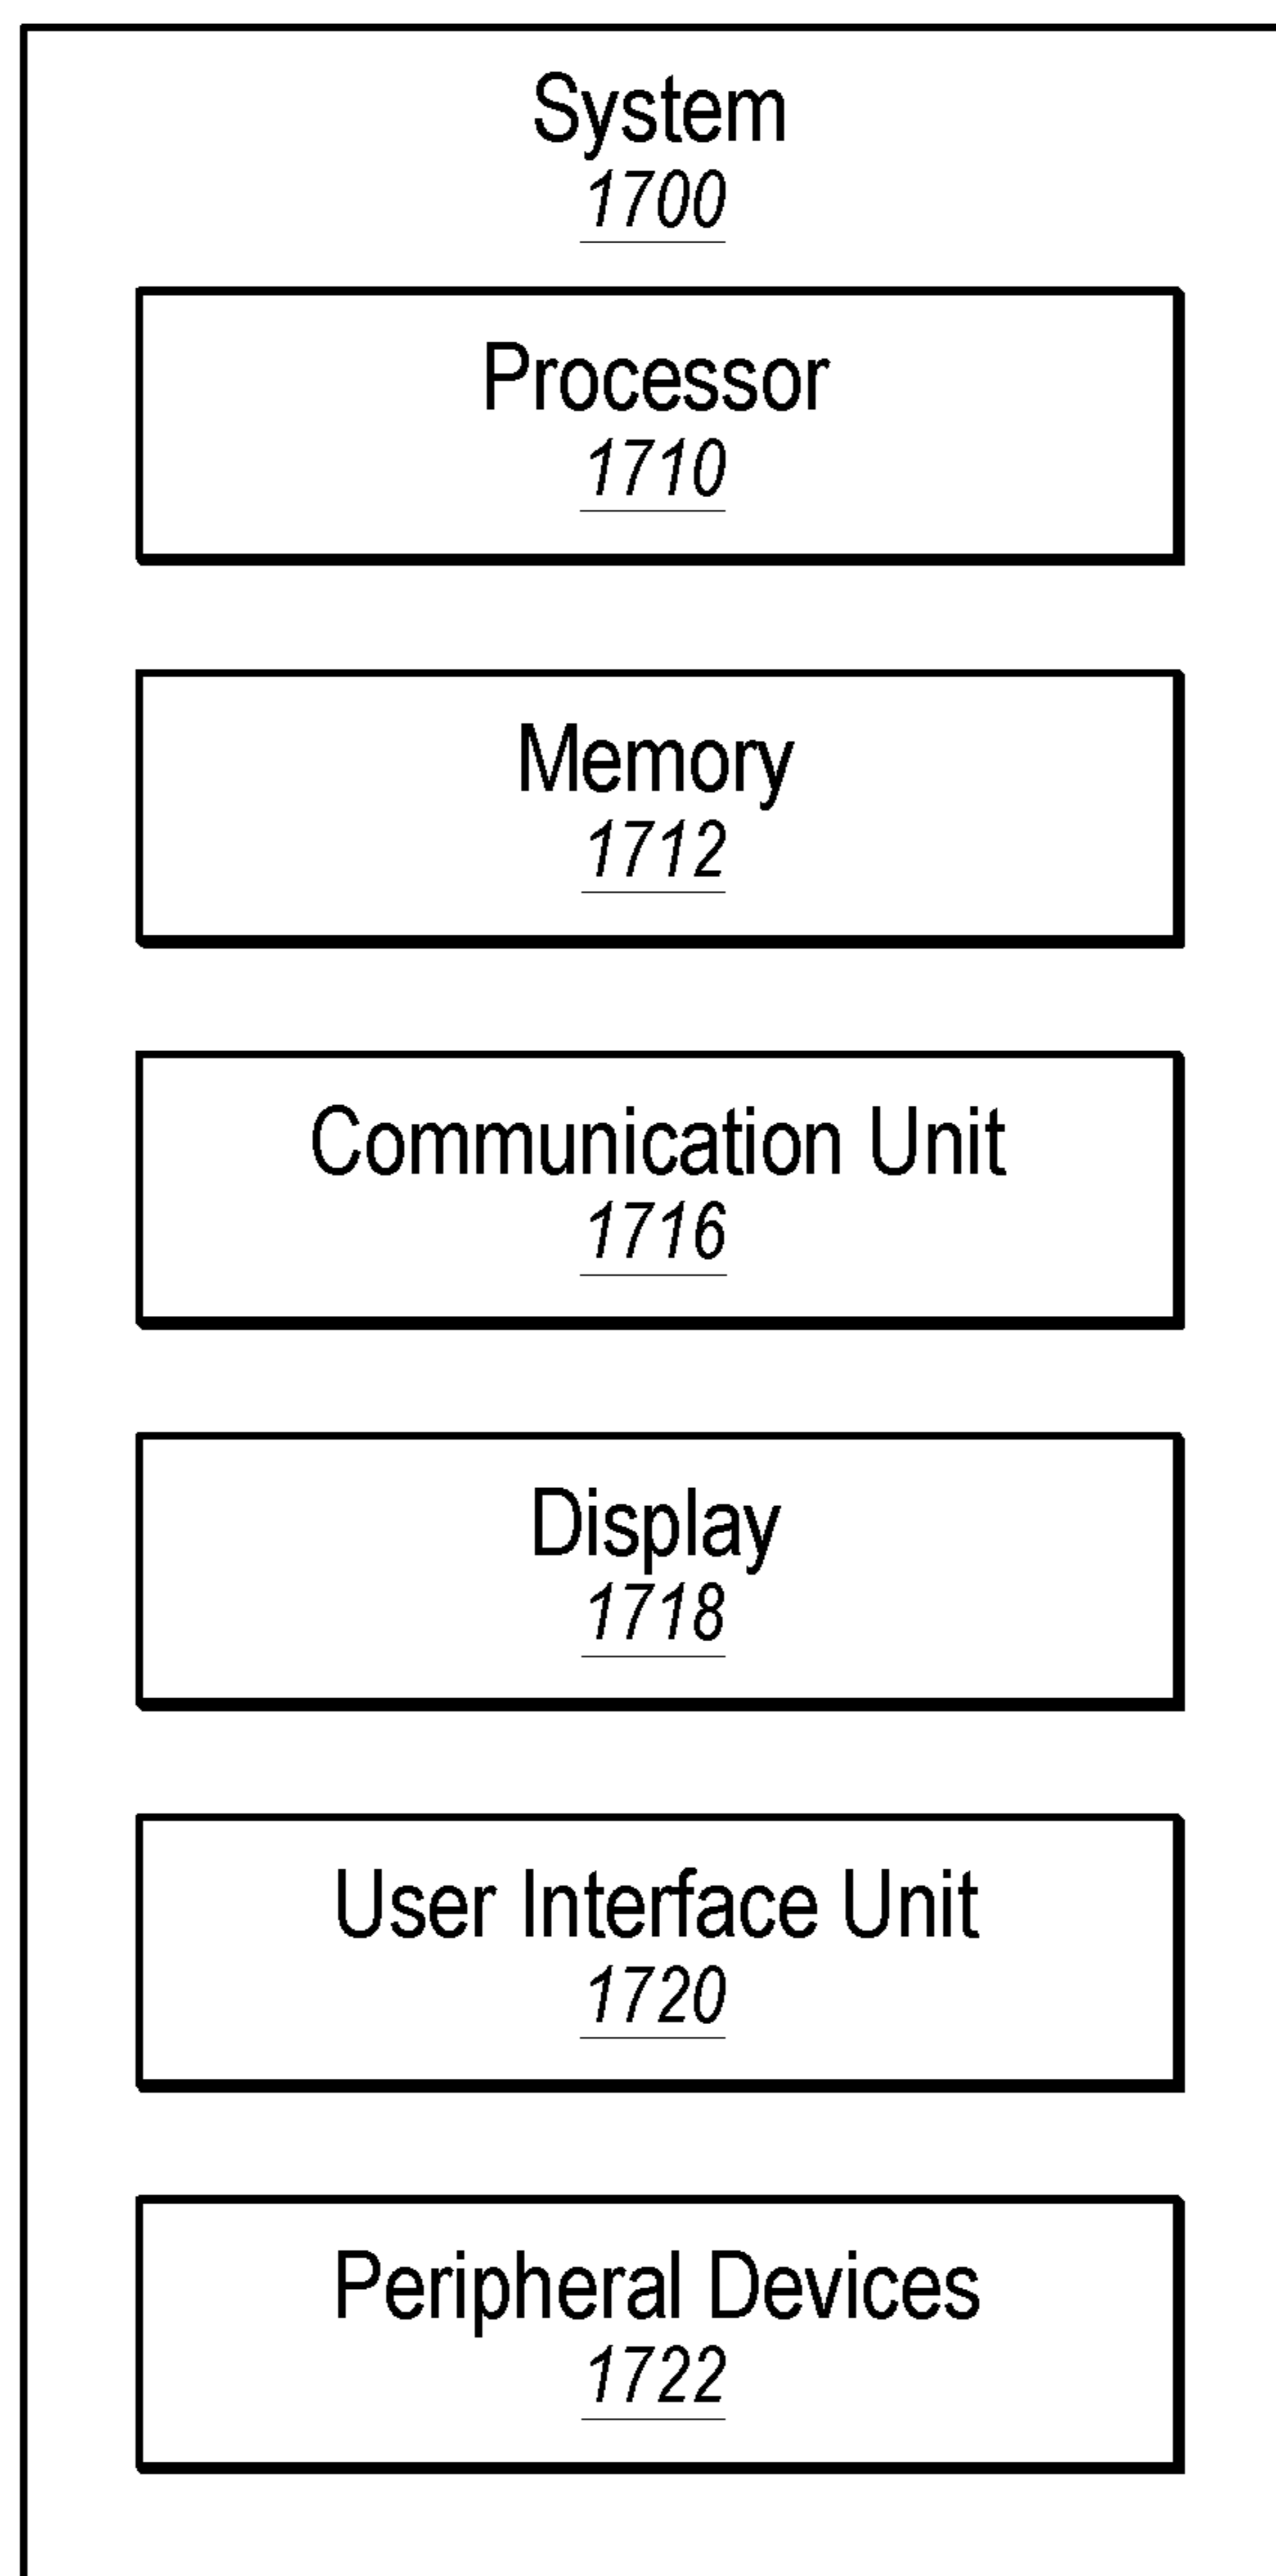 System
1700
Processor
1710
Memory
1712
Communication Unit
1716
Display
1718
User Interface Unit
1720
Peripheral Devices
1722